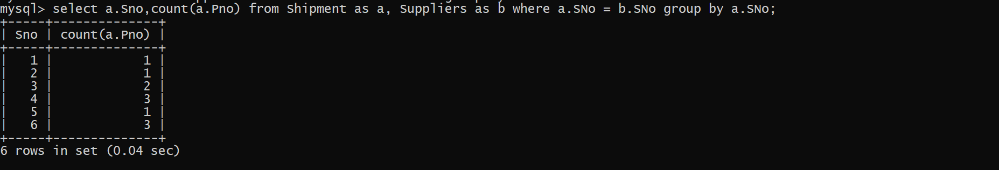 mysql> select a.Sno,count(a.Pno) from Shipment as a, Suppliers as b where a.SNo = b.SNo group by a.SNo;
+-----+--------------+
| Sno | count(a.Pno) |
+-----+--------------+
|   1 |            1 |
|   2 |            1 |
|   3 |            2 |
|   4 |            3 |
|   5 |            1 |
|   6 |            3 |
+-----+--------------+
6 rows in set (0.04 sec)